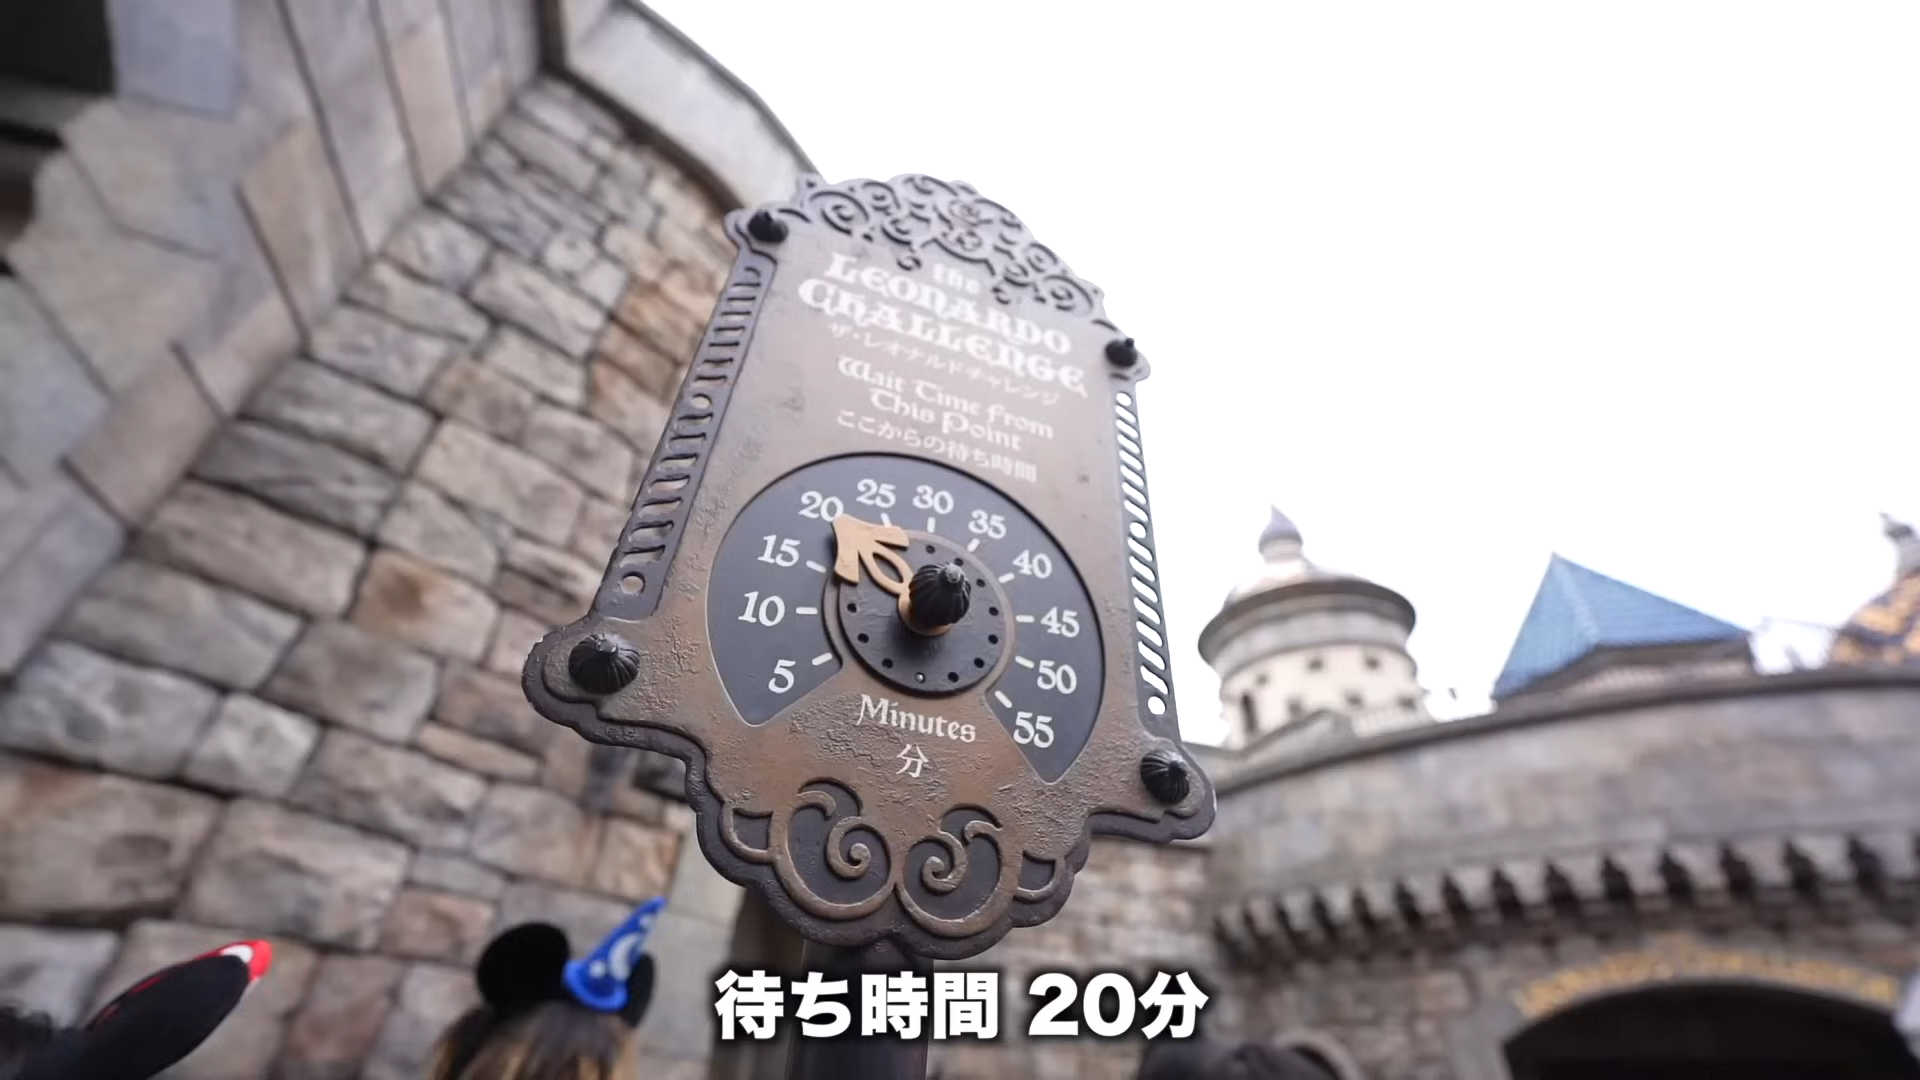 the
LEONARDO
CHALLENGE
ザ・レオナルドチャレンジ
Wait Time From
This Point
ここからの待ち時間
5
10
15
20
25
30
35
40
45
50
55
Minutes
分
待ち時間 20分